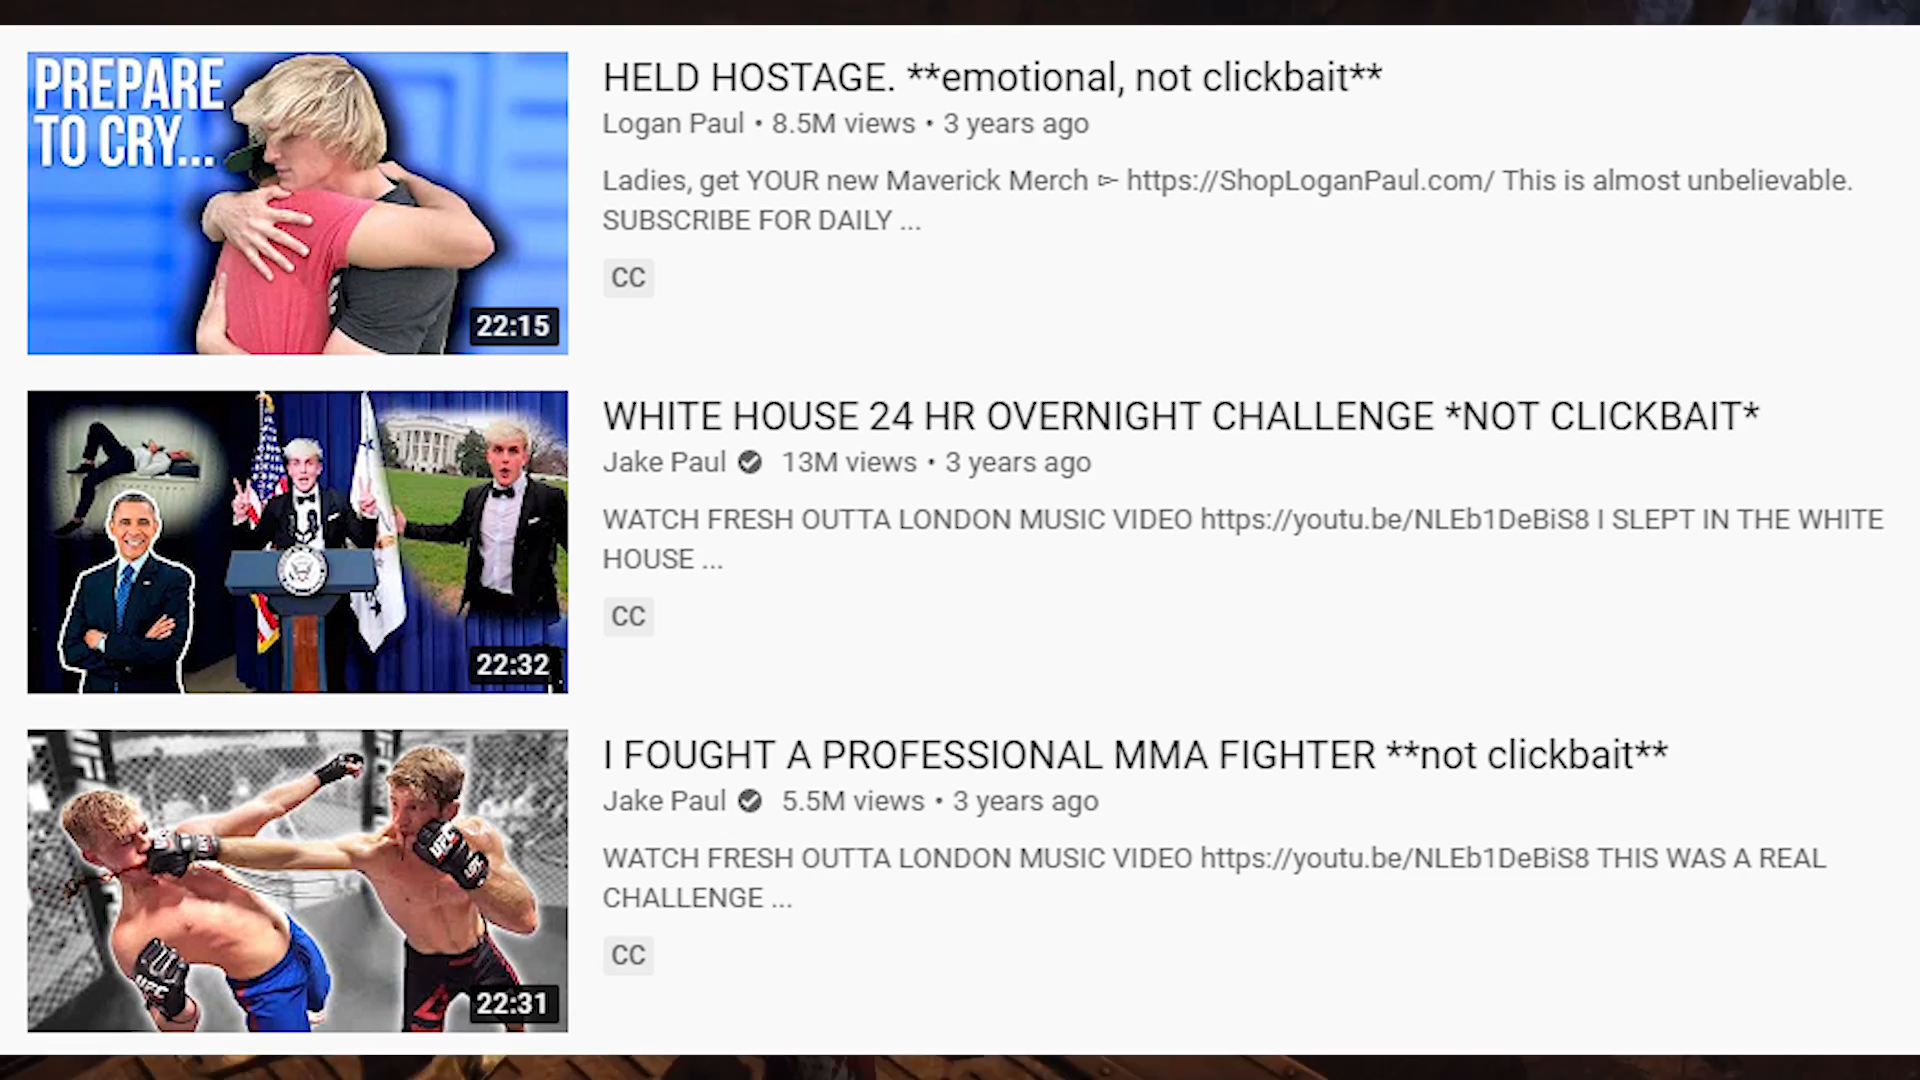 PREPARE
TO CRY...
22:15
HELD HOSTAGE. **emotional, not clickbait**
Logan Paul • 8.5M views • 3 years ago
Ladies, get YOUR new Maverick Merch ▻ https://ShopLoganPaul.com/ This is almost unbelievable.
SUBSCRIBE FOR DAILY ...
CC
22:32
WHITE HOUSE 24 HR OVERNIGHT CHALLENGE *NOT CLICKBAIT*
Jake Paul 13M views • 3 years ago
WATCH FRESH OUTTA LONDON MUSIC VIDEO https://youtu.be/NLEb1DeBiS8 I SLEPT IN THE WHITE
HOUSE ...
CC
UFC
UFC
22:31
I FOUGHT A PROFESSIONAL MMA FIGHTER **not clickbait**
Jake Paul 5.5M views • 3 years ago
WATCH FRESH OUTTA LONDON MUSIC VIDEO https://youtu.be/NLEb1DeBiS8 THIS WAS A REAL
CHALLENGE ...
CC